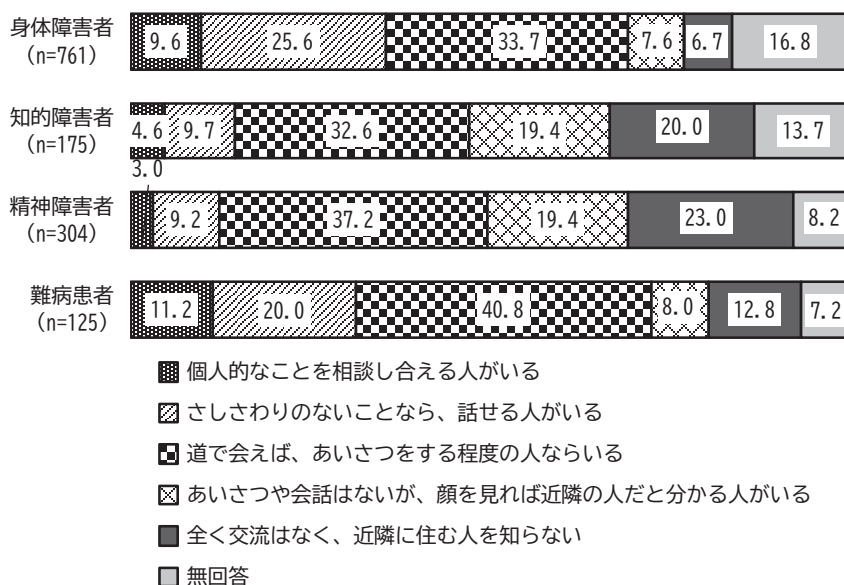 身体障害者
(n=761)
9.6 25.6 33.7 7.6 6.7 16.8
知的障害者
(n=175)
4.6 9.7 32.6 19.4 20.0 13.7
3.0
精神障害者
(n=304)
9.2 37.2 19.4 23.0 8.2
難病患者
(n=125)
11.2 20.0 40.8 8.0 12.8 7.2
個人的なことを相談し合える人がいる
さしさわりのないことなら、話せる人がいる
道で会えば、あいさつをする程度の人ならいる
あいさつや会話はないが、顔を見れば近隣の人だと分かる人がいる
全く交流はなく、近隣に住む人を知らない
無回答